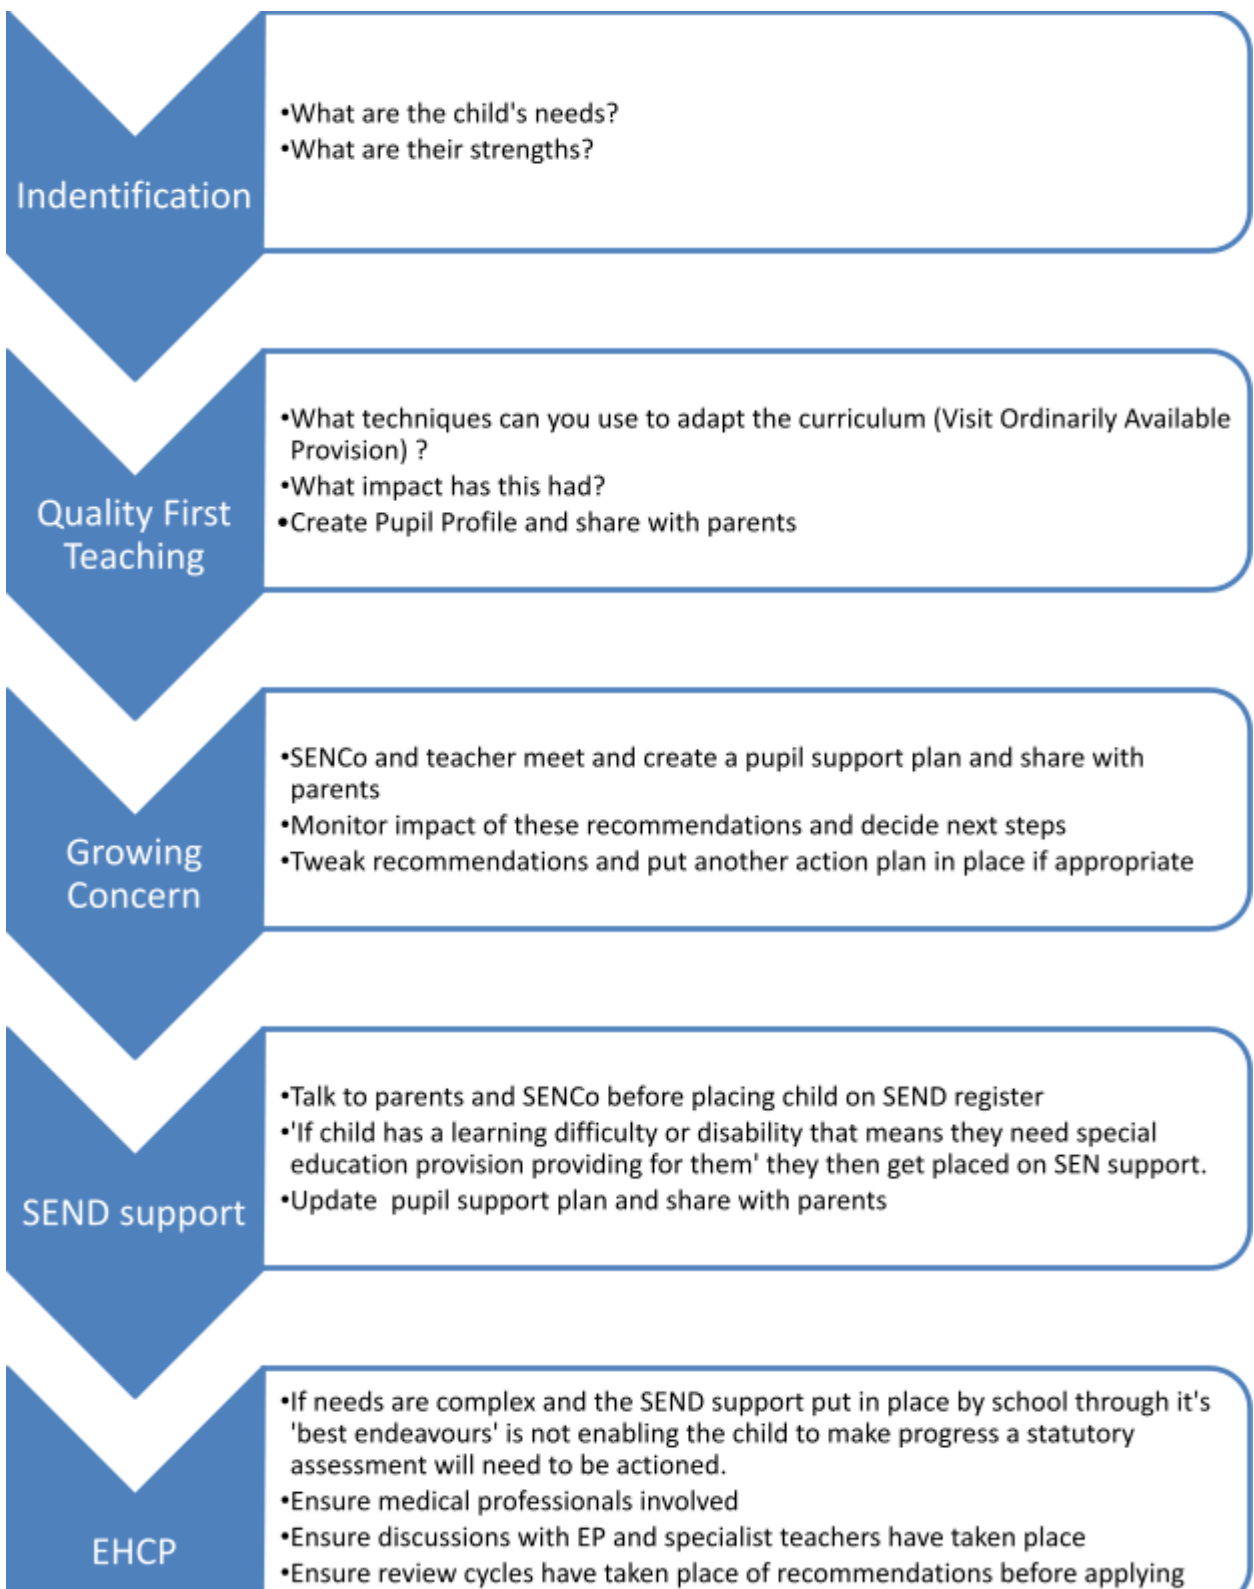 Indentification
•What are the child's needs?
•What are their strengths?
Quality First
Teaching
•What techniques can you use to adapt the curriculum (Visit Ordinarily Available
Provision) ?
•What impact has this had?
•Create Pupil Profile and share with parents
Growing
Concern
•SENCo and teacher meet and create a pupil support plan and share with
parents
•Monitor impact of these recommendations and decide next steps
•Tweak recommendations and put another action plan in place if appropriate
SEND support
•Talk to parents and SENCo before placing child on SEND register
•'If child has a learning difficulty or disability that means they need special
education provision providing for them' they then get placed on SEN support.
•Update  pupil support plan and share with parents
EHCP
•If needs are complex and the SEND support put in place by school through it's
'best endeavours' is not enabling the child to make progress a statutory
assessment will need to be actioned.
•Ensure medical professionals involved
•Ensure discussions with EP and specialist teachers have taken place
•Ensure review cycles have taken place of recommendations before applying